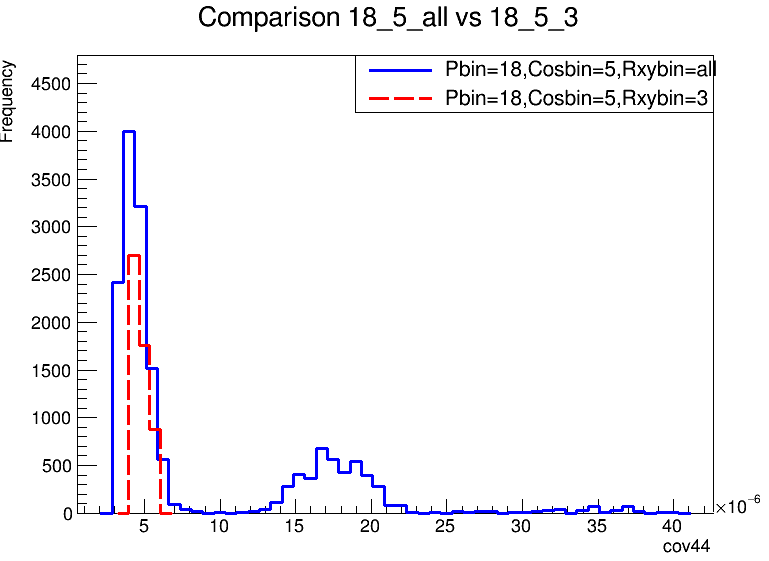 Comparison 18_5_all vs 18_5_3
Frequency
Pbin=18,Cosbin=5,Rxybin=all
Pbin=18,Cosbin=5,Rxybin=3
4500
4000
3500
3000
2500
2000
1500
1000
500
0
5 10 15 20 25 30 35 40
×10⁻⁶
cov44